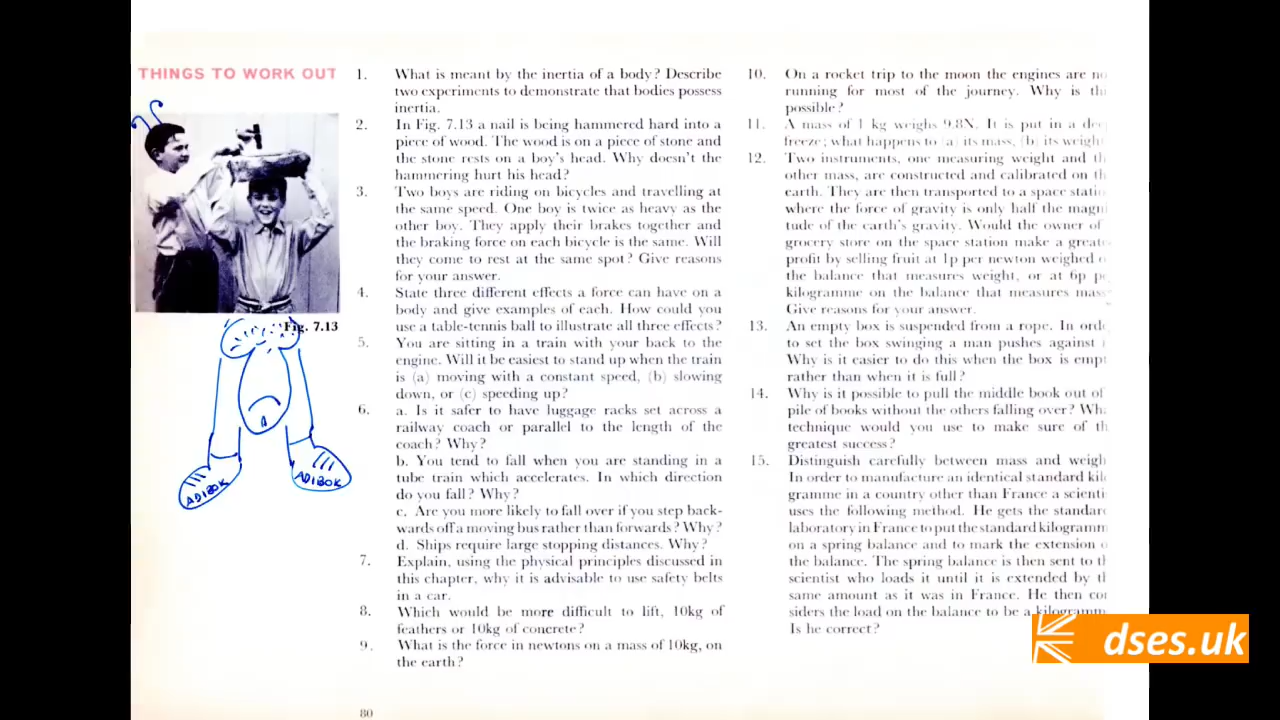 THINGS TO WORK OUT
Fig. 7.13
ADIBOK
ADIBOK
1. What is meant by the inertia of a body? Describe
two experiments to demonstrate that bodies possess
inertia.
2. In Fig. 7.13 a nail is being hammered hard into a
piece of wood. The wood is on a piece of stone and
the stone rests on a boy's head. Why doesn't the
hammering hurt his head?
3. Two boys are riding on bicycles and travelling at
the same speed. One boy is twice as heavy as the
other boy. They apply their brakes together and
the braking force on each bicycle is the same. Will
they come to rest at the same spot? Give reasons
for your answer.
4. State three different effects a force can have on a
body and give examples of each. How could you
use a table-tennis ball to illustrate all three effects?
5. You are sitting in a train with your back to the
engine. Will it be easiest to stand up when the train
is (a) moving with a constant speed, (b) slowing
down, or (c) speeding up?
6. a. Is it safer to have luggage racks set across a
railway coach or parallel to the length of the
coach? Why?
b. You tend to fall when you are standing in a
tube train which accelerates. In which direction
do you fall? Why?
c. Are you more likely to fall over if you step back-
wards off a moving bus rather than forwards? Why?
d. Ships require large stopping distances. Why?
7. Explain, using the physical principles discussed in
this chapter, why it is advisable to use safety belts
in a car.
8. Which would be more difficult to lift, 10kg of
feathers or 10kg of concrete?
9. What is the force in newtons on a mass of 10kg, on
the earth?
80
10. On a rocket trip to the moon the engines are no
running for most of the journey. Why is th
possible?
11. A mass of 1 kg weighs 9.8N. It is put in a dee
freeze; what happens to (a) its mass, (b) its weigh
12. Two instruments, one measuring weight and th
other mass, are constructed and calibrated on th
earth. They are then transported to a space statio
where the force of gravity is only half the magni
tude of the earth's gravity. Would the owner of
grocery store on the space station make a greate
profit by selling fruit at 1p per newton weighed o
the balance that measures weight, or at 6p pe
kilogramme on the balance that measures mass
Give reasons for your answer.
13. An empty box is suspended from a rope. In orde
to set the box swinging a man pushes against i
Why is it easier to do this when the box is empt
rather than when it is full?
14. Why is it possible to pull the middle book out of
pile of books without the others falling over? Wha
technique would you use to make sure of th
greatest success?
15. Distinguish carefully between mass and weigh
In order to manufacture an identical standard kil
gramme in a country other than France a scienti
uses the following method. He gets the standard
laboratory in France to put the standard kilogramm
on a spring balance and to mark the extension o
the balance. The spring balance is then sent to th
scientist who loads it until it is extended by th
same amount as it was in France. He then con
siders the load on the balance to be a kilogramme
Is he correct?
dses.uk